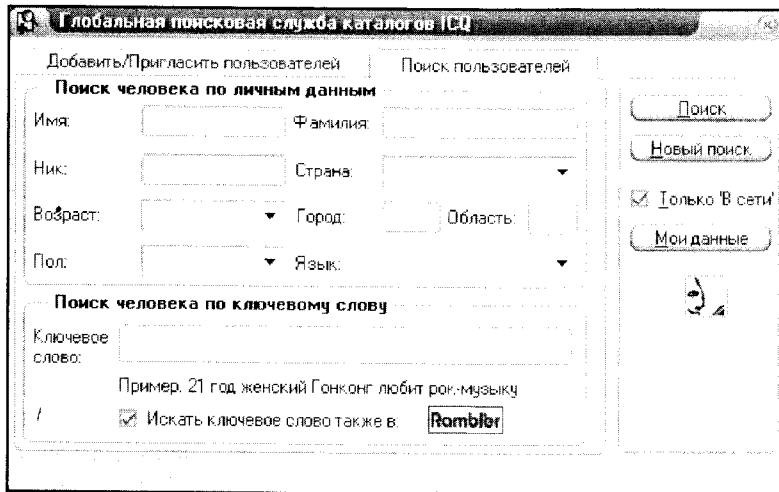 Глобальная поисковая служба каталогов ICQ
Добавить/Пригласить пользователей Поиск пользователей
Поиск человека по личным данным
Имя: Фамилия:
Ник: Страна:
Возраст: Город: Область:
Пол: Язык:
Поиск человека по ключевому слову
Ключевое
слово:
Пример. 21 год женский Гонконг любит рок-музыку
Искать ключевое слово также в: Rambler
Поиск
Новый поиск
Только 'В сети'
Мои данные